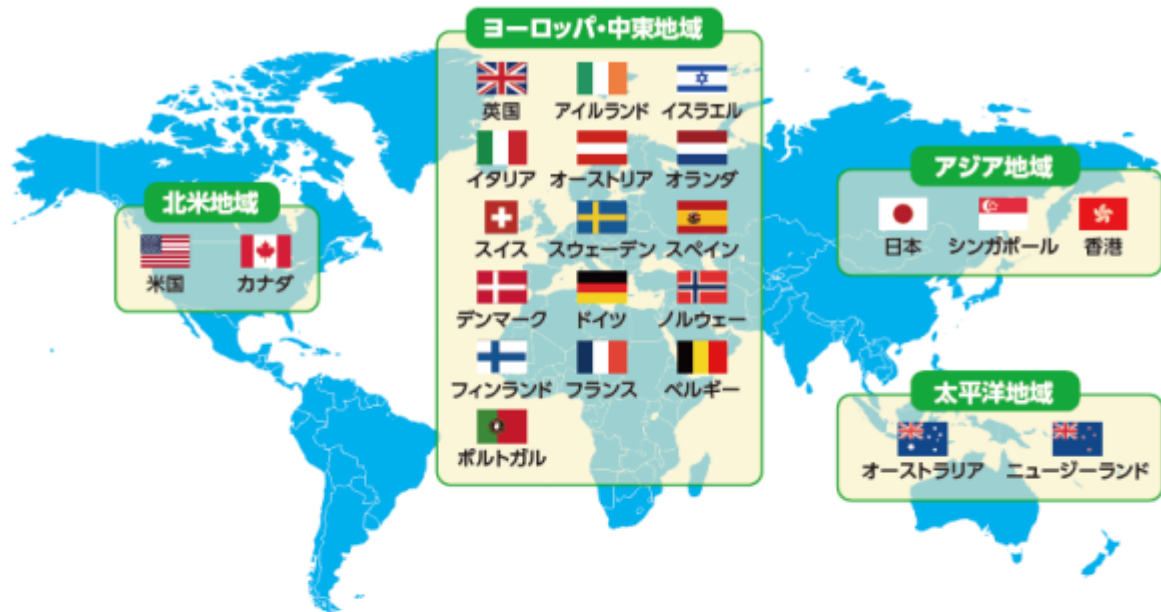 ヨーロッパ・中東地域
英国 アイルランド イスラエル
イタリア オーストリア オランダ
スイス スウェーデン スペイン
デンマーク ドイツ ノルウェー
フィンランド フランス ベルギー
ポルトガル
北米地域
米国 カナダ
アジア地域
日本 シンガポール 香港
太平洋地域
オーストラリア ニュージーランド